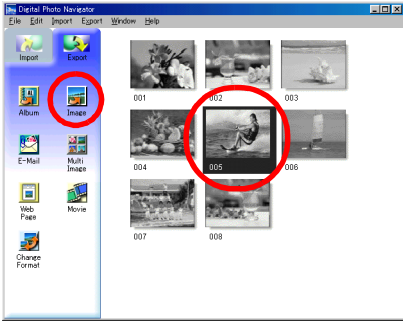 Digital Photo Navigator
File Edit Import Export Window Help
Import Export
001 002 003
Album Image
004 005 006
E-Mail Multi Image
Web Page Movie
007 008
Change Format